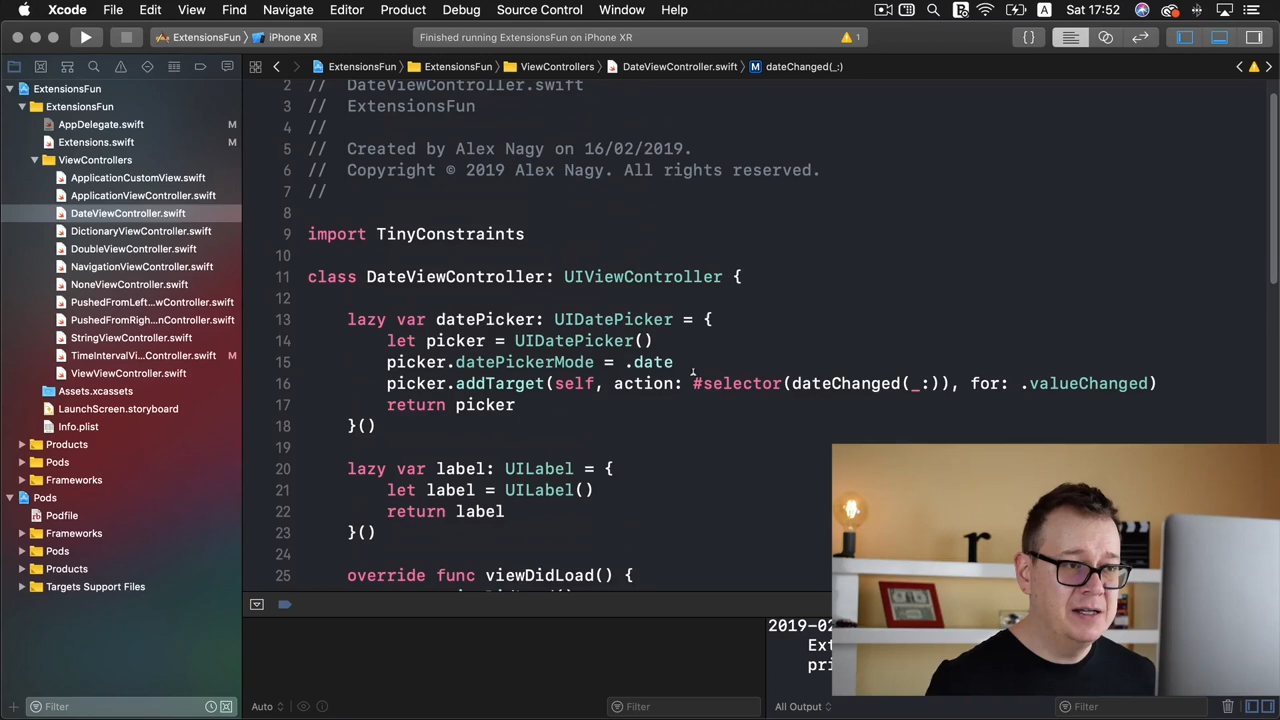 Xcode File Edit View Find Navigate Editor Product Debug Source Control Window Help A Sat 17:52
ExtensionsFun iPhone XR Finished running ExtensionsFun on iPhone XR 1
ExtensionsFun ExtensionsFun ViewControllers DateViewController.swift M dateChanged(_:)
ExtensionsFun
ExtensionsFun
AppDelegate.swift M
Extensions.swift M
ViewControllers
ApplicationCustomView.swift
ApplicationViewController.swift
DateViewController.swift
DictionaryViewController.swift
DoubleViewController.swift
NavigationViewController.swift
NoneViewController.swift
PushedFromLeft...wController.swift
PushedFromRigh...nController.swift
StringViewController.swift
TimeIntervalVi...Controller.swift M
ViewViewController.swift
Assets.xcassets
LaunchScreen.storyboard
Info.plist
Products
Pods
Frameworks
Pods
Podfile
Frameworks
Pods
Products
Targets Support Files
Filter
2 // DateViewController.swift
3 // ExtensionsFun
4 //
5 // Created by Alex Nagy on 16/02/2019.
6 // Copyright © 2019 Alex Nagy. All rights reserved.
7 //
8
9 import TinyConstraints
10
11 class DateViewController: UIViewController {
12
13 lazy var datePicker: UIDatePicker = {
14 let picker = UIDatePicker()
15 picker.datePickerMode = .date
16 picker.addTarget(self, action: #selector(dateChanged(_:)), for: .valueChanged)
17 return picker
18 }()
19
20 lazy var label: UILabel = {
21 let label = UILabel()
22 return label
23 }()
24
25 override func viewDidLoad() {
2019-02
Ext
pri
Auto Filter All Output Filter